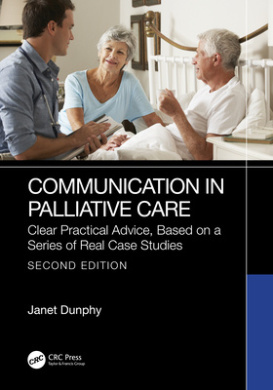 COMMUNICATION IN
PALLIATIVE CARE
Clear Practical Advice, Based on a
Series of Real Case Studies
SECOND EDITION
Janet Dunphy
CRC
CRC Press
Taylor & Francis Group